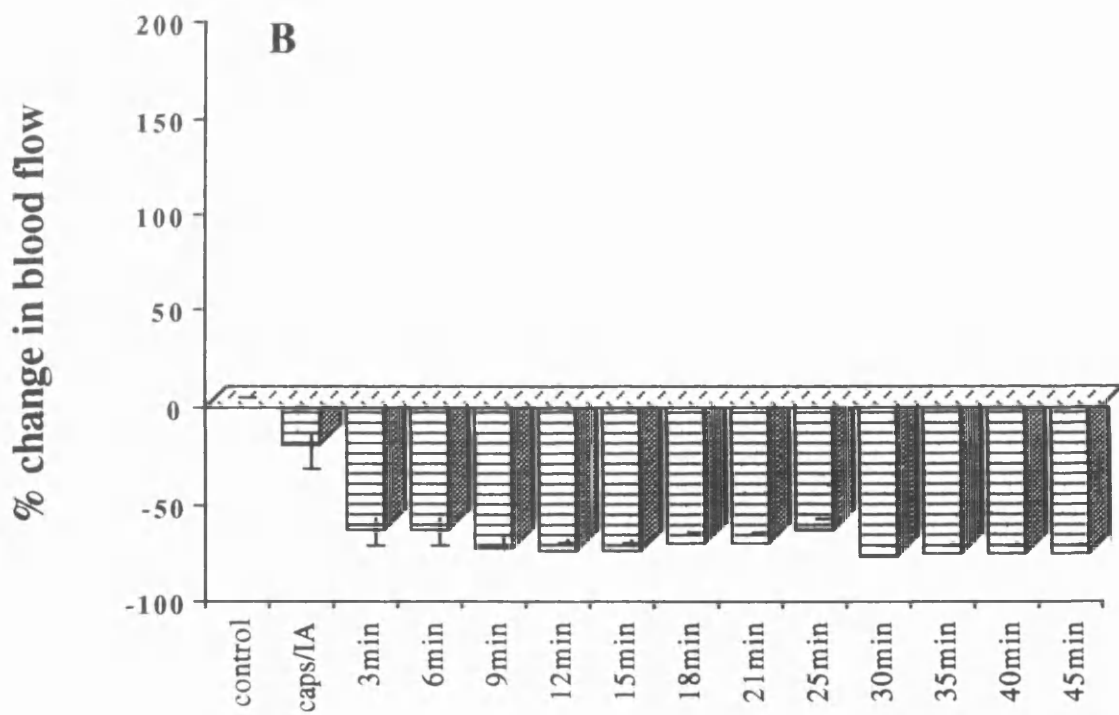 B
% change in blood flow
200
150
100
50
0
-50
-100
control
caps/IA
3min
6min
9min
12min
15min
18min
21min
25min
30min
35min
40min
45min